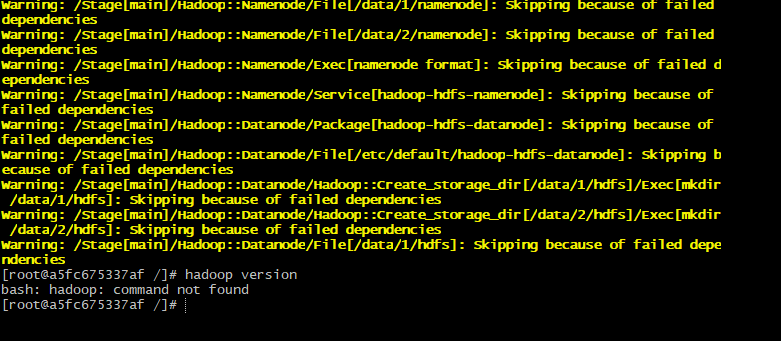 Warning: /Stage[main]/Hadoop::Namenode/File[/data/1/namenode]: Skipping because of failed
dependencies
Warning: /Stage[main]/Hadoop::Namenode/File[/data/2/namenode]: Skipping because of failed
dependencies
Warning: /Stage[main]/Hadoop::Namenode/Exec[namenode format]: Skipping because of failed d
ependencies
Warning: /Stage[main]/Hadoop::Namenode/Service[hadoop-hdfs-namenode]: Skipping because of
failed dependencies
Warning: /Stage[main]/Hadoop::Datanode/Package[hadoop-hdfs-datanode]: Skipping because of
failed dependencies
Warning: /Stage[main]/Hadoop::Datanode/File[/etc/default/hadoop-hdfs-datanode]: Skipping b
ecause of failed dependencies
Warning: /Stage[main]/Hadoop::Datanode/Hadoop::Create_storage_dir[/data/1/hdfs]/Exec[mkdir
/data/1/hdfs]: Skipping because of failed dependencies
Warning: /Stage[main]/Hadoop::Datanode/Hadoop::Create_storage_dir[/data/2/hdfs]/Exec[mkdir
/data/2/hdfs]: Skipping because of failed dependencies
Warning: /Stage[main]/Hadoop::Datanode/File[/data/1/hdfs]: Skipping because of failed depe
ndencies
[root@a5fc675337af /]# hadoop version
bash: hadoop: command not found
[root@a5fc675337af /]#